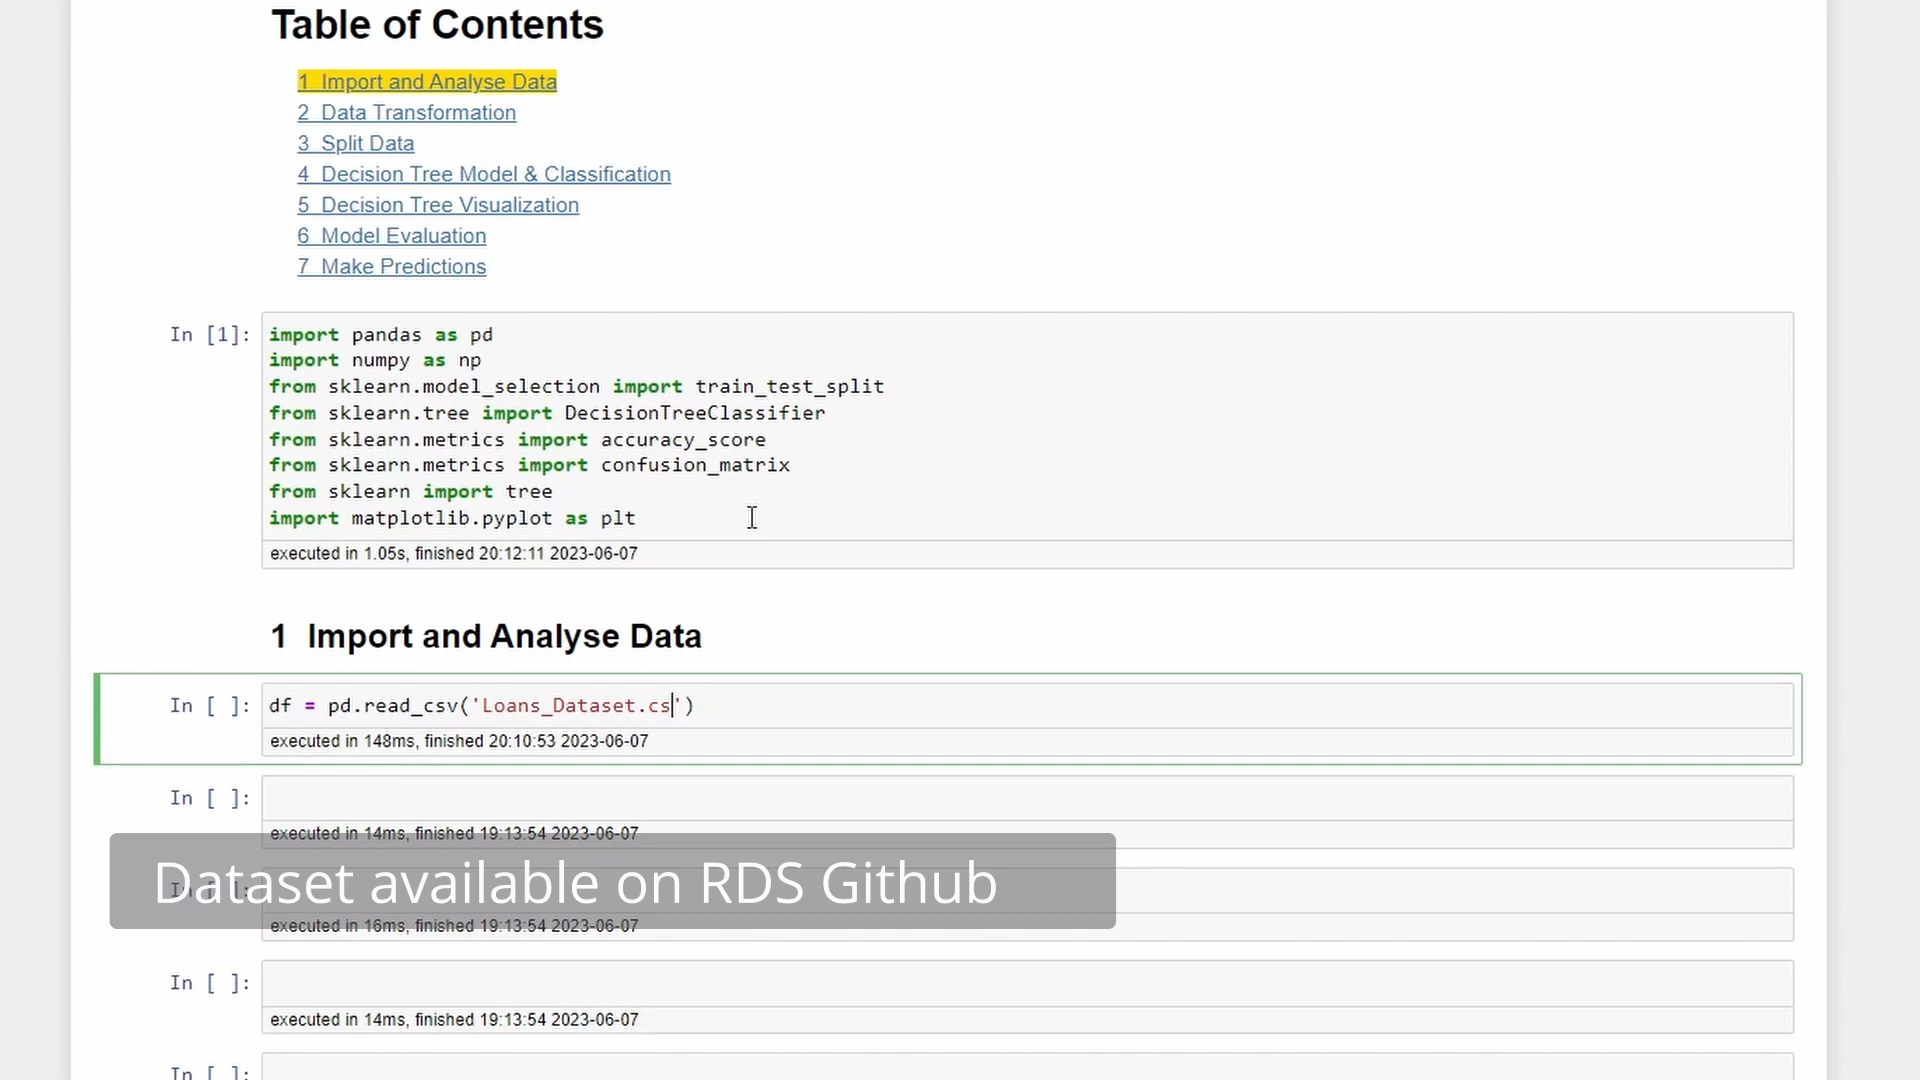 Table of Contents
1 Import and Analyse Data
2 Data Transformation
3 Split Data
4 Decision Tree Model & Classification
5 Decision Tree Visualization
6 Model Evaluation
7 Make Predictions
In [1]:
import pandas as pd
import numpy as np
from sklearn.model_selection import train_test_split
from sklearn.tree import DecisionTreeClassifier
from sklearn.metrics import accuracy_score
from sklearn.metrics import confusion_matrix
from sklearn import tree
import matplotlib.pyplot as plt
executed in 1.05s, finished 20:12:11 2023-06-07
1 Import and Analyse Data
In [ ]: df = pd.read_csv('Loans_Dataset.cs')
executed in 148ms, finished 20:10:53 2023-06-07
In [ ]:
executed in 14ms, finished 19:13:54 2023-06-07
In [ ]:
Dataset available on RDS Github
executed in 16ms, finished 19:13:54 2023-06-07
In [ ]:
executed in 14ms, finished 19:13:54 2023-06-07
In [ ]: